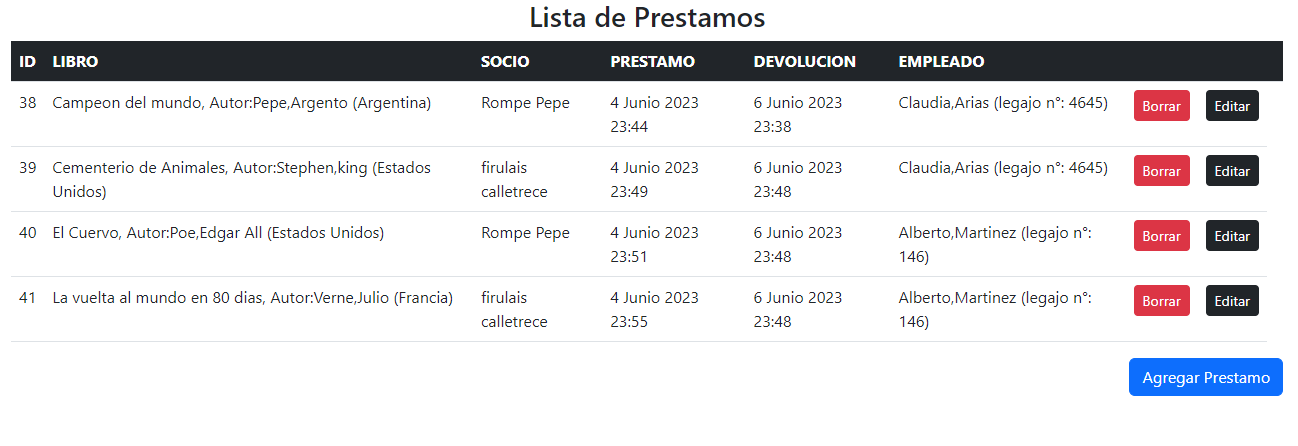 Lista de Prestamos
ID LIBRO SOCIO PRESTAMO DEVOLUCION EMPLEADO
38 Campeon del mundo, Autor:Pepe,Argento (Argentina) Rompe Pepe 4 Junio 2023 6 Junio 2023 Claudia,Arias (legajo n°: 4645) Borrar Editar
23:44 23:38
39 Cementerio de Animales, Autor:Stephen,king (Estados firulais 4 Junio 2023 6 Junio 2023 Claudia,Arias (legajo n°: 4645) Borrar Editar
Unidos) calletrece 23:49 23:48
40 El Cuervo, Autor:Poe,Edgar All (Estados Unidos) Rompe Pepe 4 Junio 2023 6 Junio 2023 Alberto,Martinez (legajo n°: Borrar Editar
23:51 23:48 146)
41 La vuelta al mundo en 80 dias, Autor:Verne,Julio (Francia) firulais 4 Junio 2023 6 Junio 2023 Alberto,Martinez (legajo n°: Borrar Editar
calletrece 23:55 23:48 146)
Agregar Prestamo